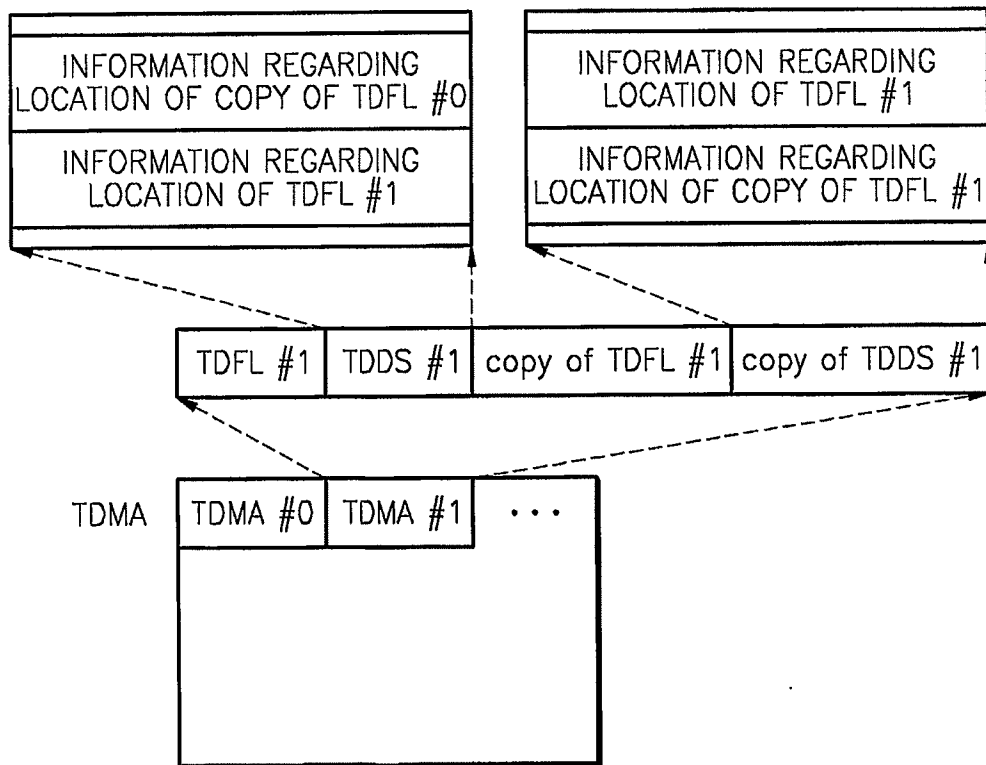 INFORMATION REGARDING
LOCATION OF COPY OF TDFL #0
INFORMATION REGARDING
LOCATION OF TDFL #1
INFORMATION REGARDING
LOCATION OF TDFL #1
INFORMATION REGARDING
LOCATION OF COPY OF TDFL #1
TDFL #1 TDDS #1 copy of TDFL #1 copy of TDDS #1
TDMA TDMA #0 TDMA #1 ...